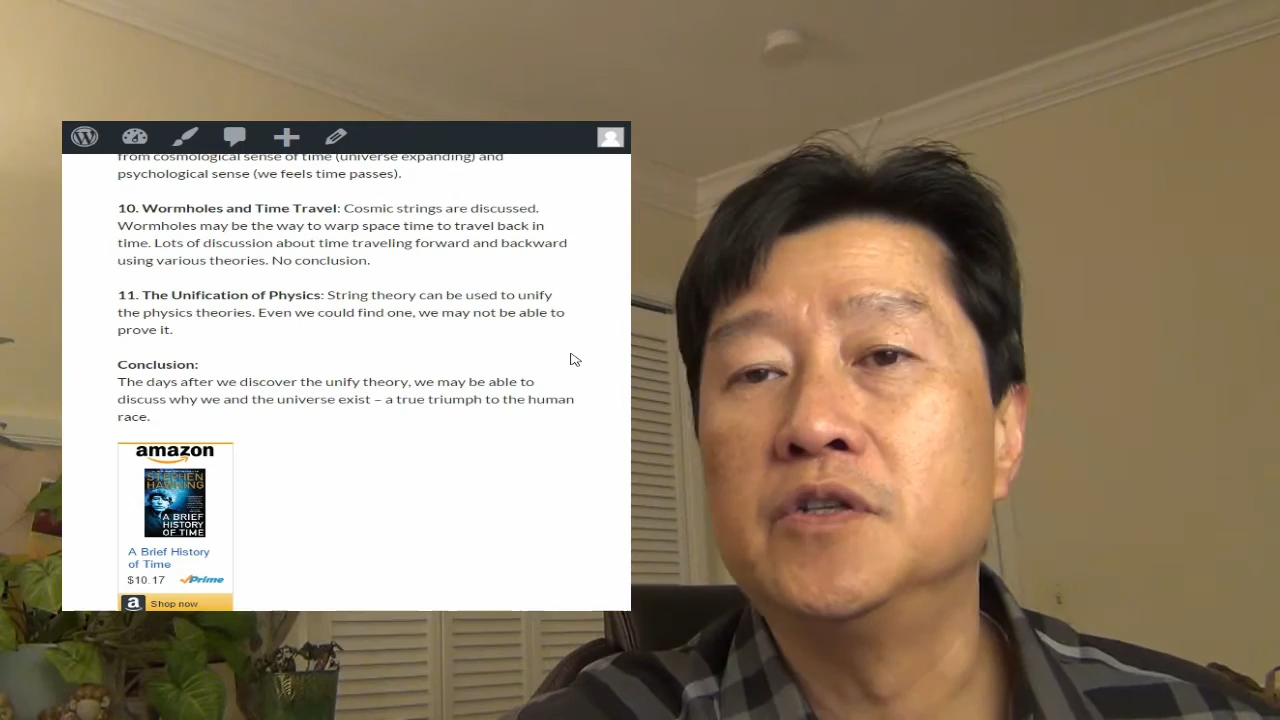 from cosmological sense of time (universe expanding) and
psychological sense (we feels time passes).
10. Wormholes and Time Travel: Cosmic strings are discussed.
Wormholes may be the way to warp space time to travel back in
time. Lots of discussion about time traveling forward and backward
using various theories. No conclusion.
11. The Unification of Physics: String theory can be used to unify
the physics theories. Even we could find one, we may not be able to
prove it.
Conclusion:
The days after we discover the unify theory, we may be able to
discuss why we and the universe exist – a true triumph to the human
race.
amazon
STEPHEN
HAWKING
A BRIEF
HISTORY
OF TIME
A Brief History
of Time
$10.17 Prime
a Shop now